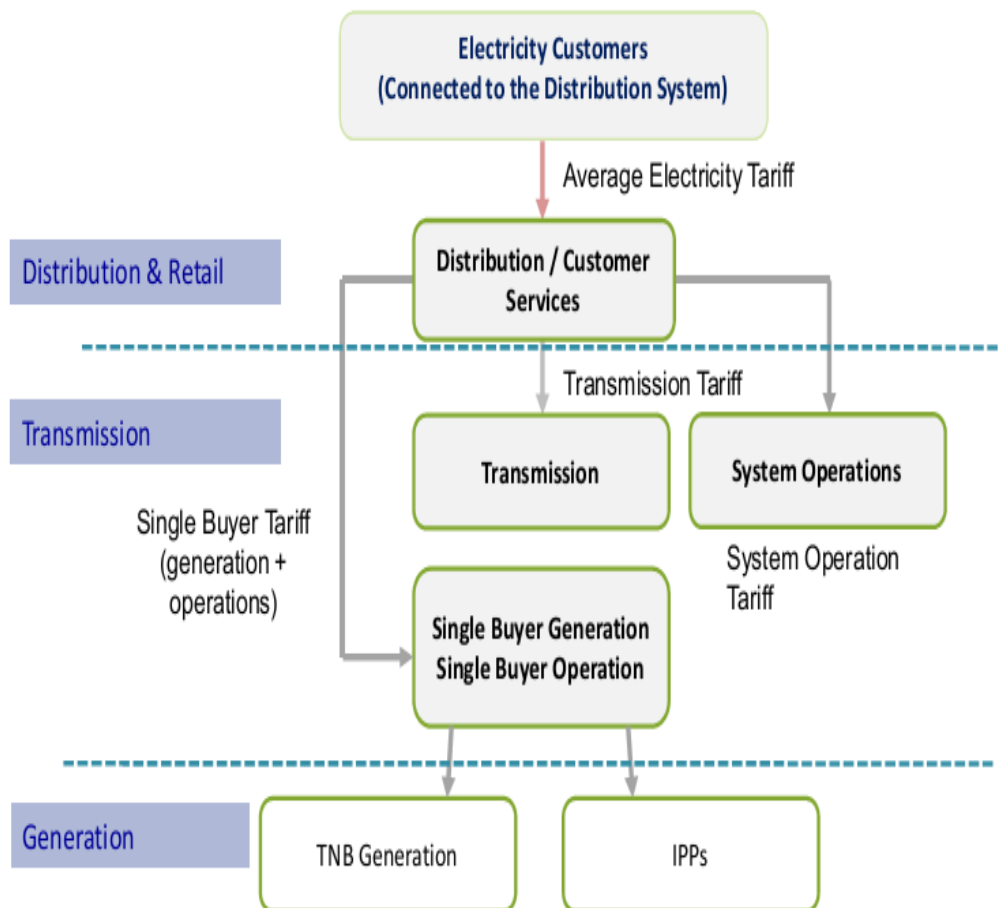 Electricity Customers
(Connected to the Distribution System)
Average Electricity Tariff
Distribution & Retail
Distribution / Customer
Services
Transmission Tariff
Transmission
Transmission
System Operations
Single Buyer Tariff
(generation +
operations)
System Operation
Tariff
Single Buyer Generation
Single Buyer Operation
Generation
TNB Generation
IPPs